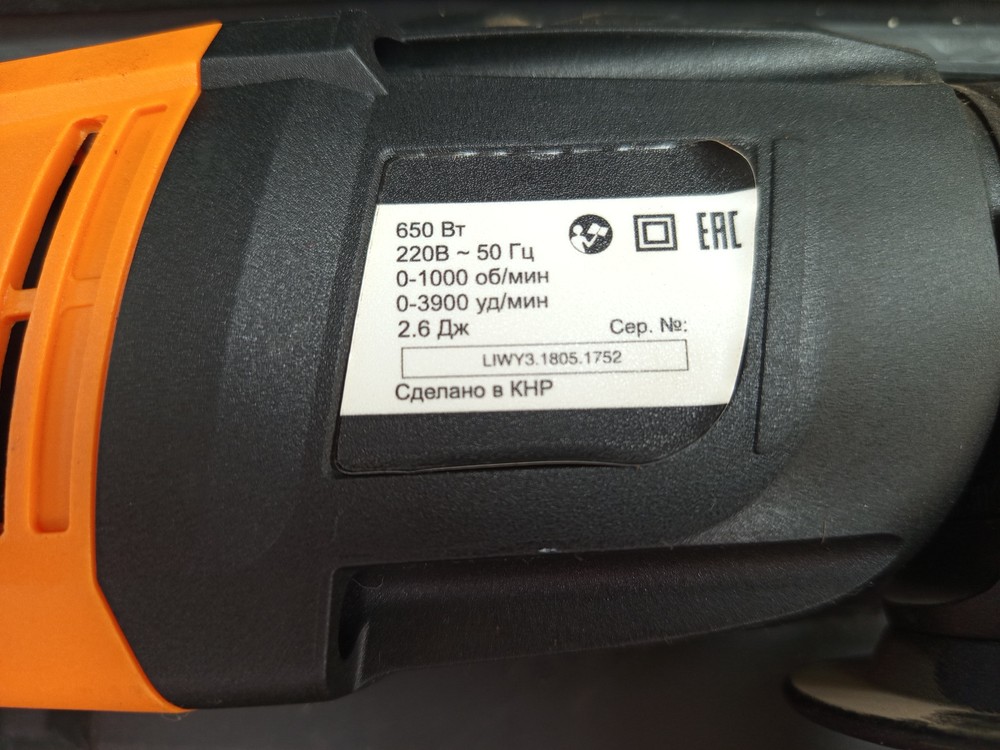 650 Вт
220В ~ 50 Гц
0-1000 об/мин
0-3900 уд/мин
2.6 Дж
Сер. №:
LIWY3.1805.1752
Сделано в КНР
EAC